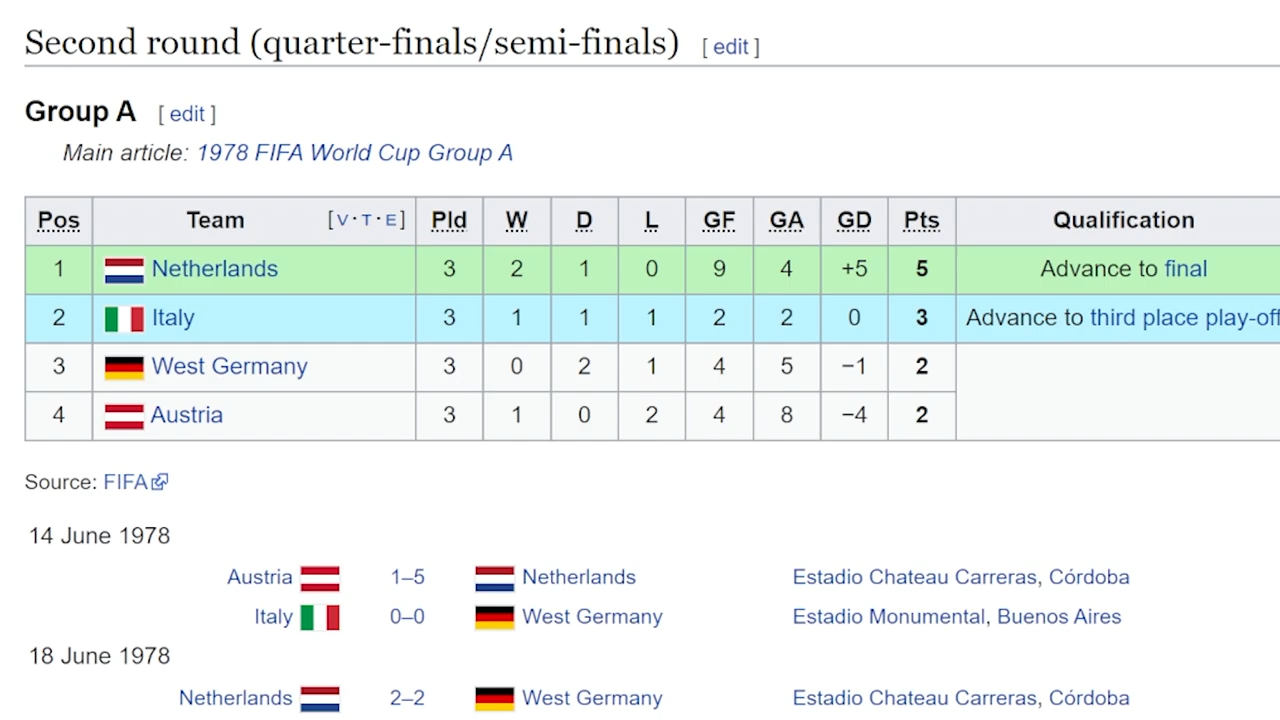 Second round (quarter-finals/semi-finals) [ edit ]
Group A [ edit ]
Main article: 1978 FIFA World Cup Group A
Pos Team [V·T·E] Pld W D L GF GA GD Pts Qualification
1 Netherlands 3 2 1 0 9 4 +5 5 Advance to final
2 Italy 3 1 1 1 2 2 0 3 Advance to third place play-off
3 West Germany 3 0 2 1 4 5 −1 2
4 Austria 3 1 0 2 4 8 −4 2
Source: FIFA
14 June 1978
Austria 1–5 Netherlands Estadio Chateau Carreras, Córdoba
Italy 0–0 West Germany Estadio Monumental, Buenos Aires
18 June 1978
Netherlands 2–2 West Germany Estadio Chateau Carreras, Córdoba